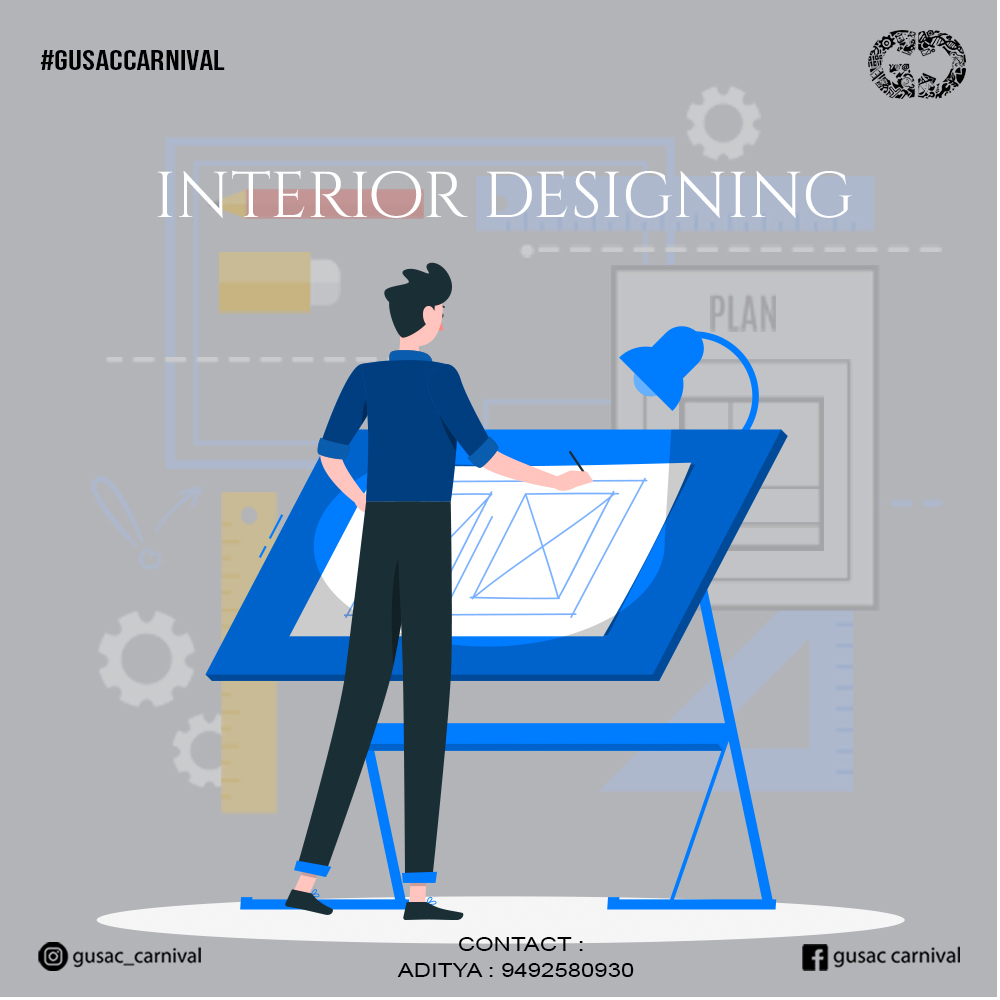 #GUSACCARNIVAL
INTERIOR DESIGNING
PLAN
CONTACT :
ADITYA : 9492580930
gusac_carnival
gusac carnival